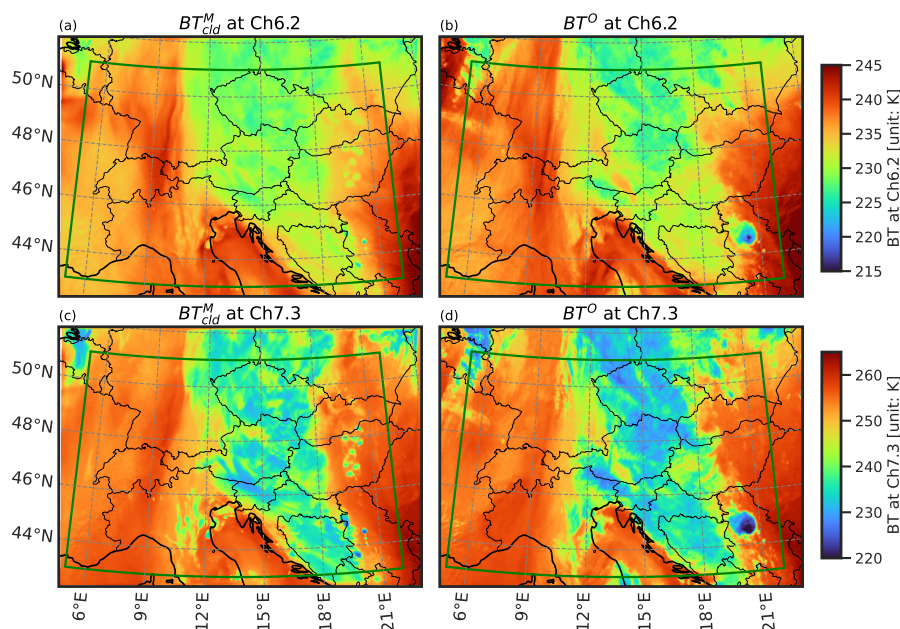 (a) BT^M_cld at Ch6.2
(b) BT^O at Ch6.2
50°N
48°N
46°N
44°N
245
240
235
230
225
220
215
BT at Ch6.2 [unit: K]
(c) BT^M_cld at Ch7.3
(d) BT^O at Ch7.3
50°N
48°N
46°N
44°N
260
250
240
230
220
BT at Ch7.3 [unit: K]
6°E
9°E
12°E
15°E
18°E
21°E
6°E
9°E
12°E
15°E
18°E
21°E